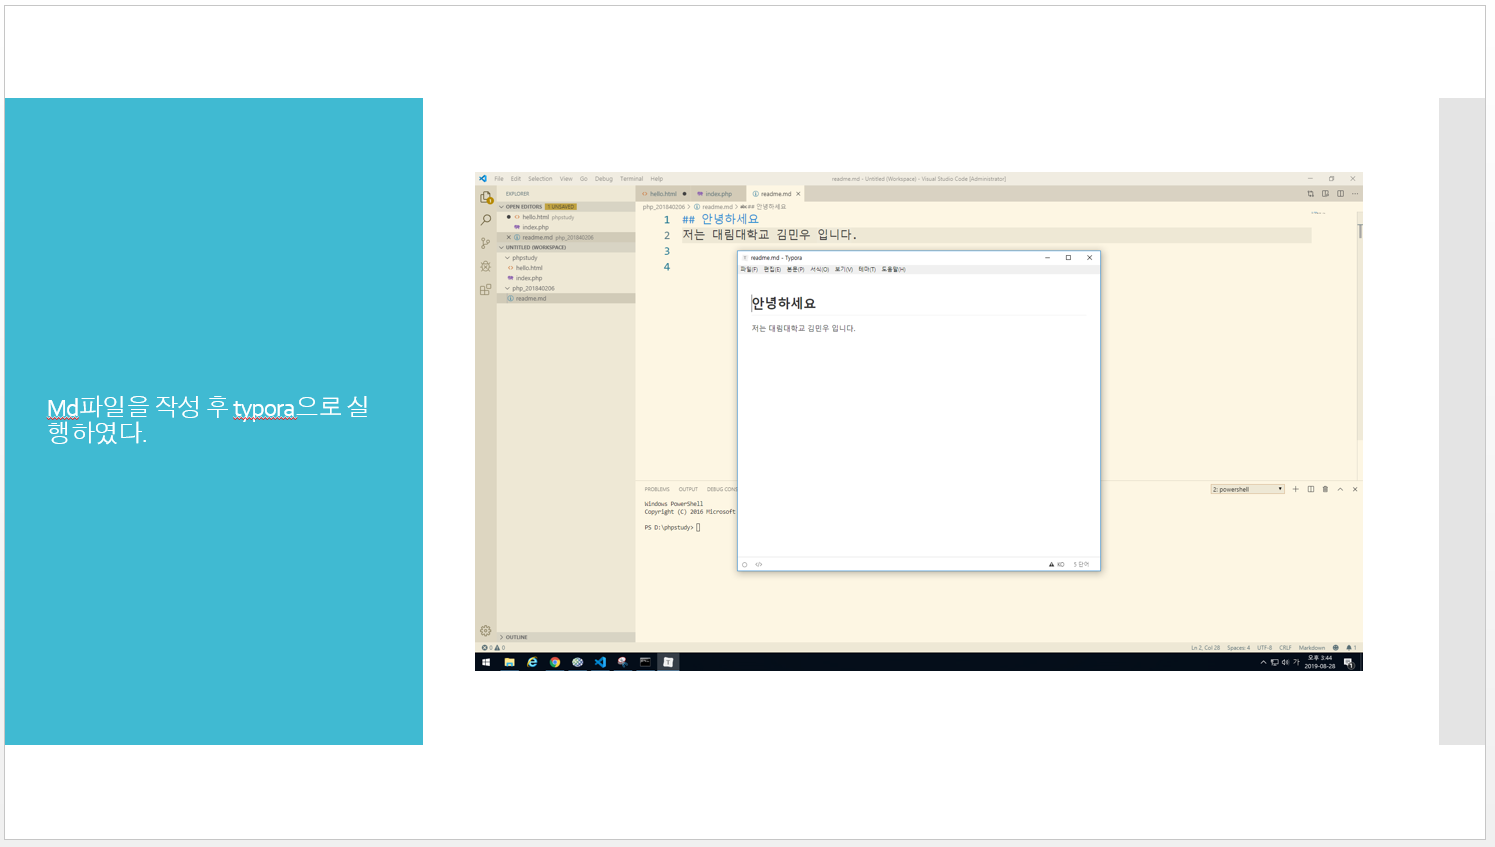 Md파일을 작성 후 typora으로 실
행하였다.
File Edit Selection View Go Debug Terminal Help
readme.md - Untitled (Workspace) - Visual Studio Code [Administrator]
EXPLORER
hello.html index.php readme.md
OPEN EDITORS 1 UNSAVED
php_201840206 > readme.md > ## 안녕하세요
hello.html phpstudy
index.php
readme.md php_201840206
UNTITLED (WORKSPACE)
phpstudy
hello.html
index.php
php_201840206
readme.md
1 ## 안녕하세요
2 저는 대림대학교 김민우 입니다.
3
4
readme.md - Typora
파일(F) 편집(E) 본문(P) 서식(O) 보기(V) 테마(T) 도움말(H)
안녕하세요
저는 대림대학교 김민우 입니다.
KO 5 단어
PROBLEMS OUTPUT DEBUG CONS
2: powershell
Windows PowerShell
Copyright (C) 2016 Microsoft
PS D:\phpstudy>
OUTLINE
0 0
Ln 2, Col 28 Spaces: 4 UTF-8 CRLF Markdown 1
가
오후 3:44
2019-08-28